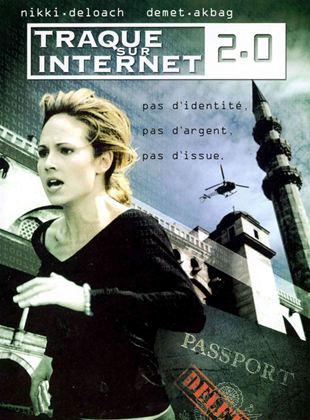 nikki.deloach demet.akbag
TRAQUE
SUR
INTERNET
2.0
pas d'identité.
pas d'argent.
pas d'issue.
PASSPORT